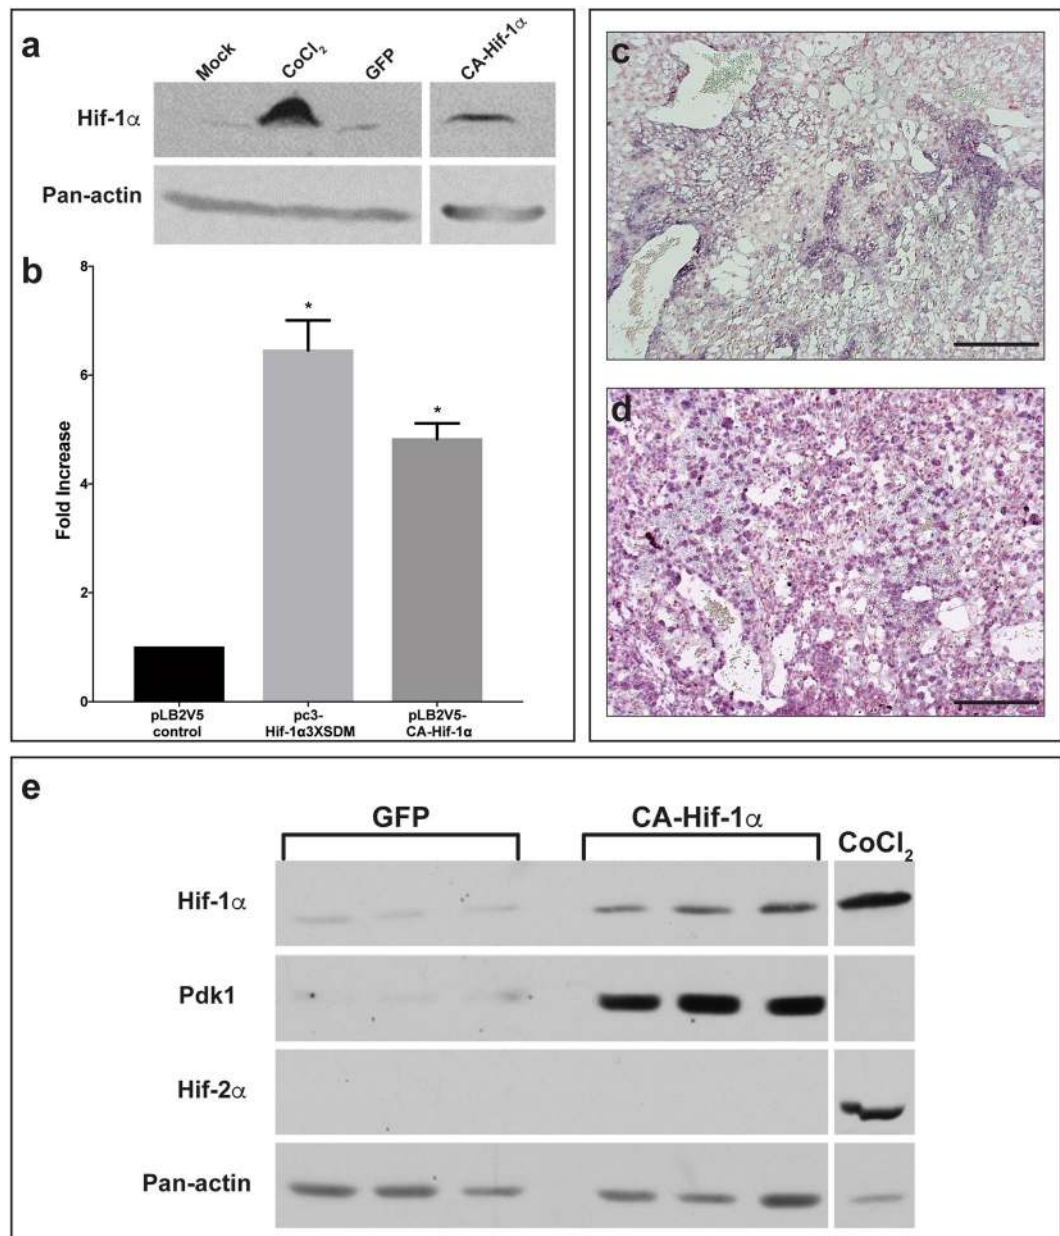 a
Mock CoCl₂ GFP CA-Hif-1α
Hif-1α
Pan-actin
b
8
6
4
2
0
Fold Increase
*
*
pLB2V5 control
pc3-Hif-1α3XSDM
pLB2V5-CA-Hif-1α
c
d
e
GFP CA-Hif-1α CoCl₂
Hif-1α
Pdk1
Hif-2α
Pan-actin